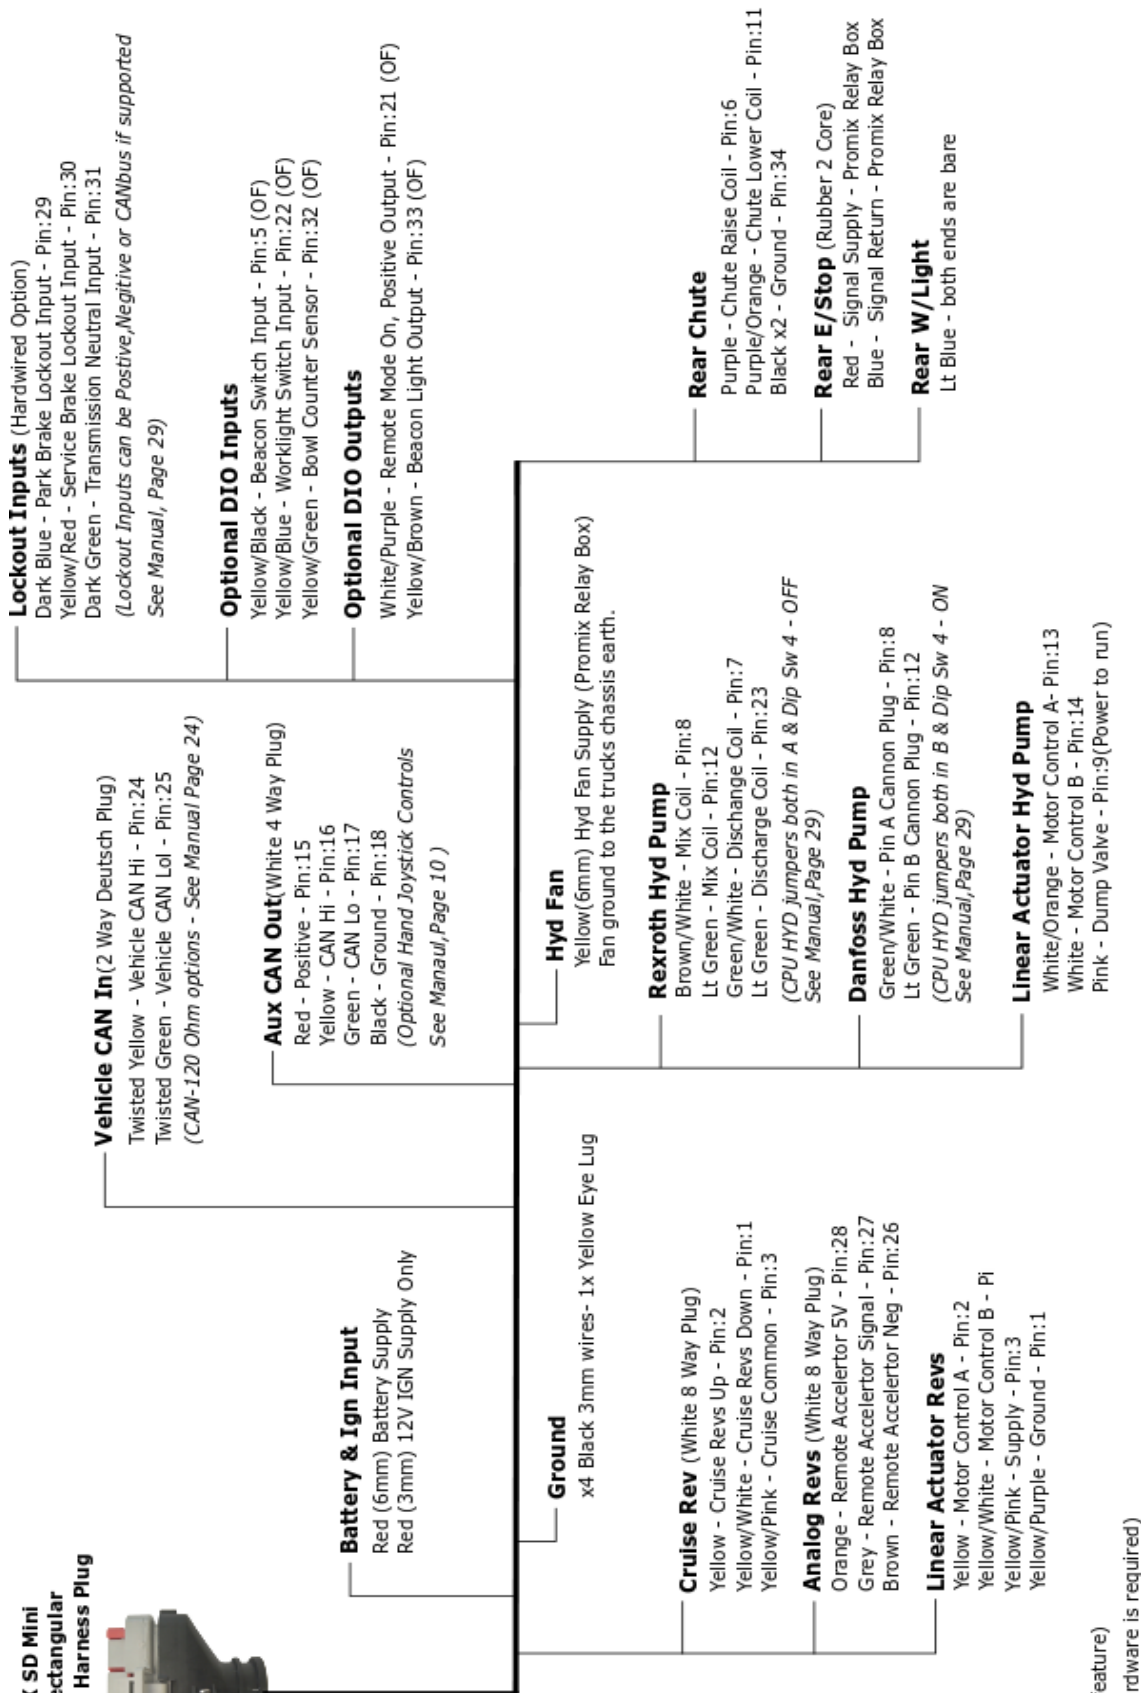 SD Mini
Harness Plug
Battery & Ign Input
Red (6mm) Battery Supply
Red (3mm) 12V IGN Supply Only
Vehicle CAN In(2 Way Deutsch Plug)
Twisted Yellow - Vehicle CAN Hi - Pin:24
Twisted Green - Vehicle CAN Lol - Pin:25
(CAN-120 Ohm options - See Manual Page 24)
Aux CAN Out(White 4 Way Plug)
Red - Positive - Pin:15
Yellow - CAN Hi - Pin:16
Green - CAN Lo - Pin:17
Black - Ground - Pin:18
(Optional Hand Joystick Controls
See Manaul,Page 10 )
Lockout Inputs (Hardwired Option)
Dark Blue - Park Brake Lockout Input - Pin:29
Yellow/Red - Service Brake Lockout Input - Pin:30
Dark Green - Transmission Neutral Input - Pin:31
(Lockout Inputs can be Postive,Negitive or CANbus if supported
See Manual, Page 29)
Optional DIO Inputs
Yellow/Black - Beacon Switch Input - Pin:5 (OF)
Yellow/Blue - Worklight Switch Input - Pin:22 (OF)
Yellow/Green - Bowl Counter Sensor - Pin:32 (OF)
Optional DIO Outputs
White/Purple - Remote Mode On, Positive Output - Pin:21 (OF)
Yellow/Brown - Beacon Light Output - Pin:33 (OF)
Ground
x4 Black 3mm wires- 1x Yellow Eye Lug
Cruise Rev (White 8 Way Plug)
Yellow - Cruise Revs Up - Pin:2
Yellow/White - Cruise Revs Down - Pin:1
Yellow/Pink - Cruise Common - Pin:3
Analog Revs (White 8 Way Plug)
Orange - Remote Accelertor 5V - Pin:28
Grey - Remote Accelertor Signal - Pin:27
Brown - Remote Accelertor Neg - Pin:26
Linear Actuator Revs
Yellow - Motor Control A - Pin:2
Yellow/White - Motor Control B - Pi
Yellow/Pink - Supply - Pin:3
Yellow/Purple - Ground - Pin:1
Hyd Fan
Yellow(6mm) Hyd Fan Supply (Promix Relay Box)
Fan ground to the trucks chassis earth.
Rexroth Hyd Pump
Brown/White - Mix Coil - Pin:8
Lt Green - Mix Coil - Pin:12
Green/White - Dischange Coil - Pin:7
Lt Green - Discharge Coil - Pin:23
(CPU HYD jumpers both in A & Dip Sw 4 - OFF
See Manual,Page 29)
Danfoss Hyd Pump
Green/White - Pin A Cannon Plug - Pin:8
Lt Green - Pin B Cannon Plug - Pin:12
(CPU HYD jumpers both in B & Dip Sw 4 - ON
See Manual,Page 29)
Linear Actuator Hyd Pump
White/Orange - Motor Control A- Pin:13
White - Motor Control B - Pin:14
Pink - Dump Valve - Pin:9(Power to run)
Rear Chute
Purple - Chute Raise Coil - Pin:6
Purple/Orange - Chute Lower Coil - Pin:11
Black x2 - Ground - Pin:34
Rear E/Stop (Rubber 2 Core)
Red - Signal Supply - Promix Relay Box
Blue - Signal Return - Promix Relay Box
Rear W/Light
Lt Blue - both ends are bare
eature)
rdware is required)